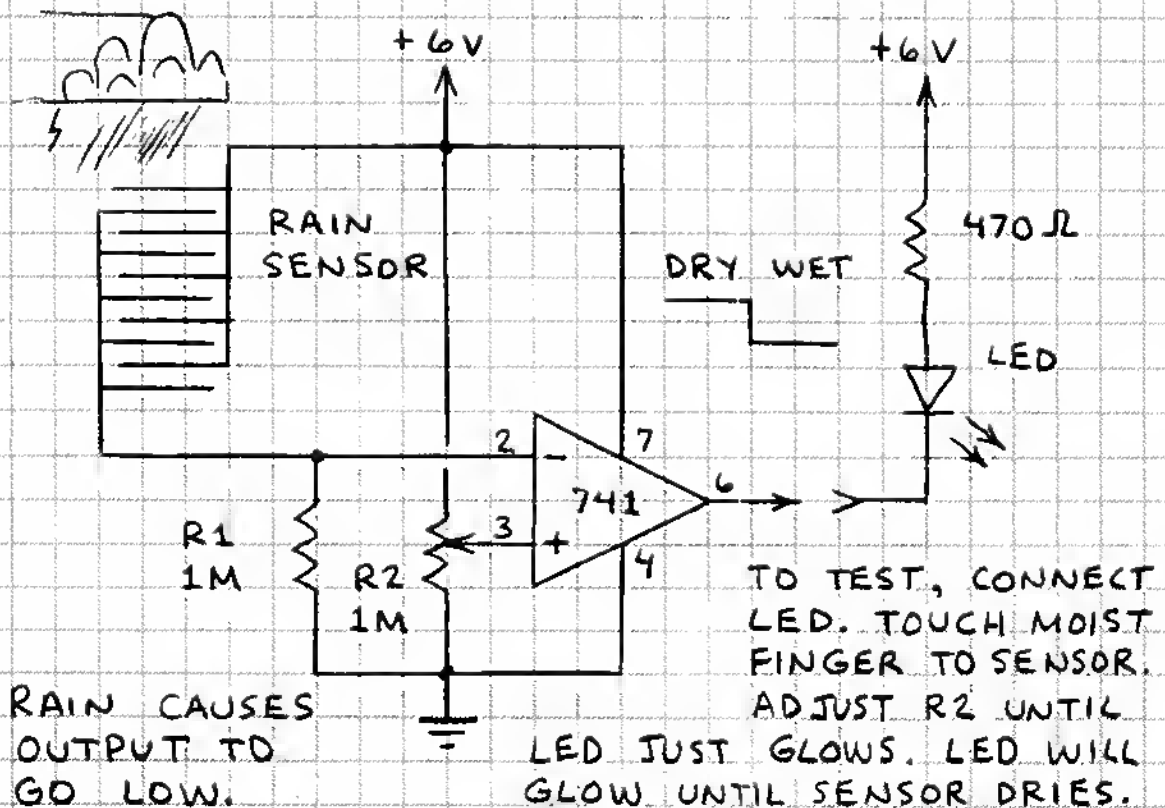 +6V
+6V
RAIN
SENSOR
470Ω
DRY WET
LED
2
-
7
741
6
3
+
4
R1
1M
R2
1M
TO TEST, CONNECT
LED. TOUCH MOIST
FINGER TO SENSOR.
ADJUST R2 UNTIL
LED JUST GLOWS. LED WILL
GLOW UNTIL SENSOR DRIES.
RAIN CAUSES
OUTPUT TO
GO LOW.